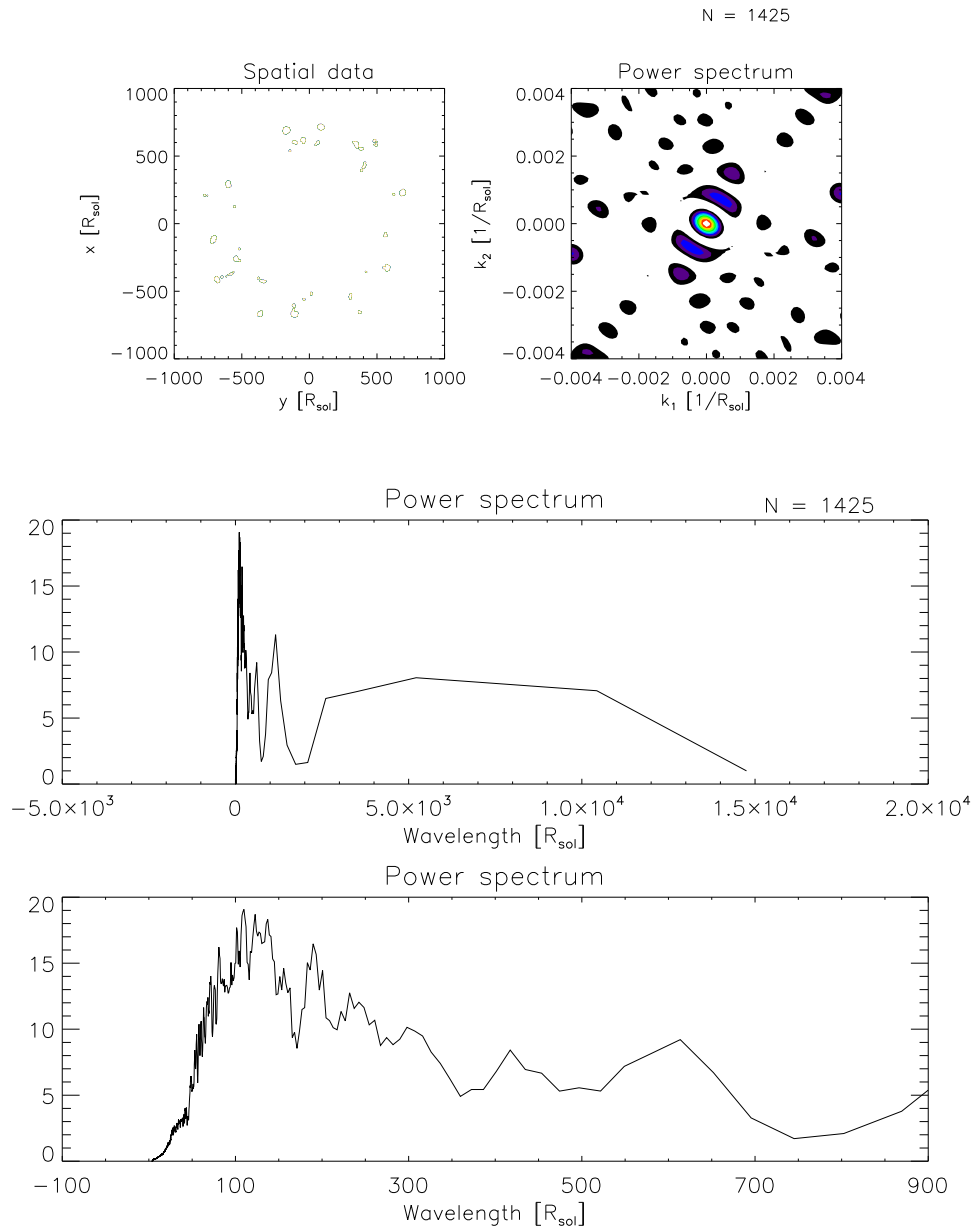 N = 1425
Spatial data
Power spectrum
1000
500
0
−500
−1000
x [R_sol]
−1000 −500 0 500 1000
y [R_sol]
0.004
0.002
0.000
−0.002
−0.004
k_2 [1/R_sol]
−0.004 −0.002 0.000 0.002 0.004
k_1 [1/R_sol]
Power spectrum
N = 1425
20
15
10
5
0
−5.0×10^3 0 5.0×10^3 1.0×10^4 1.5×10^4 2.0×10^4
Wavelength [R_sol]
Power spectrum
20
15
10
5
0
−100 100 300 500 700 900
Wavelength [R_sol]